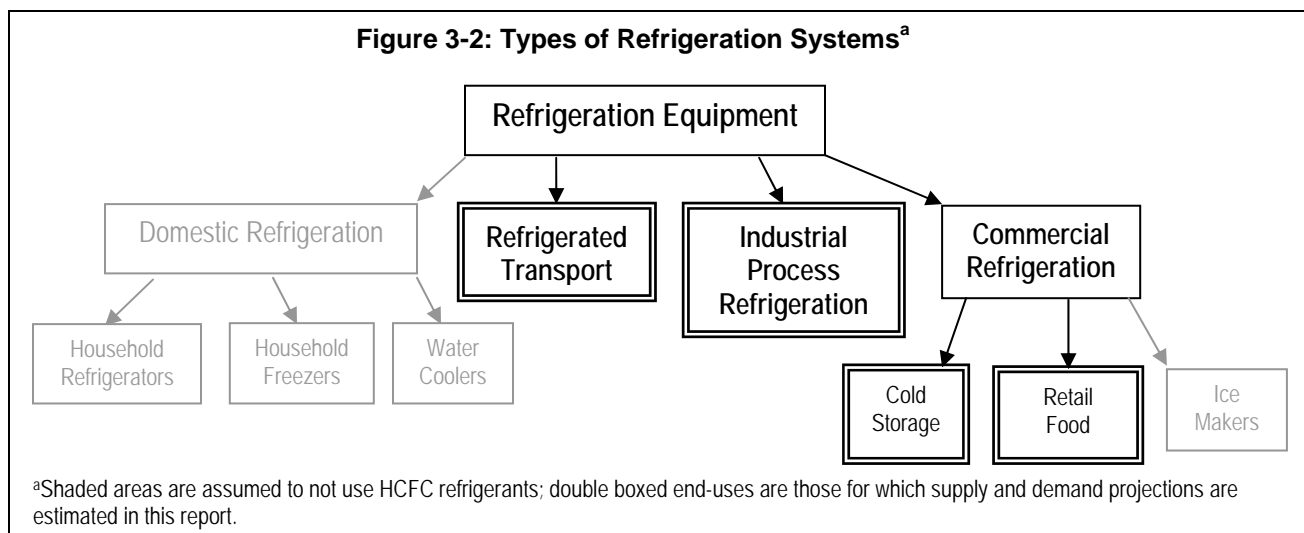 Figure 3-2: Types of Refrigeration Systemsᵃ
Refrigeration Equipment
Domestic Refrigeration
Refrigerated
Transport
Industrial
Process
Refrigeration
Commercial
Refrigeration
Household
Refrigerators
Household
Freezers
Water
Coolers
Cold
Storage
Retail
Food
Ice
Makers
ᵃShaded areas are assumed to not use HCFC refrigerants; double boxed end-uses are those for which supply and demand projections are
estimated in this report.